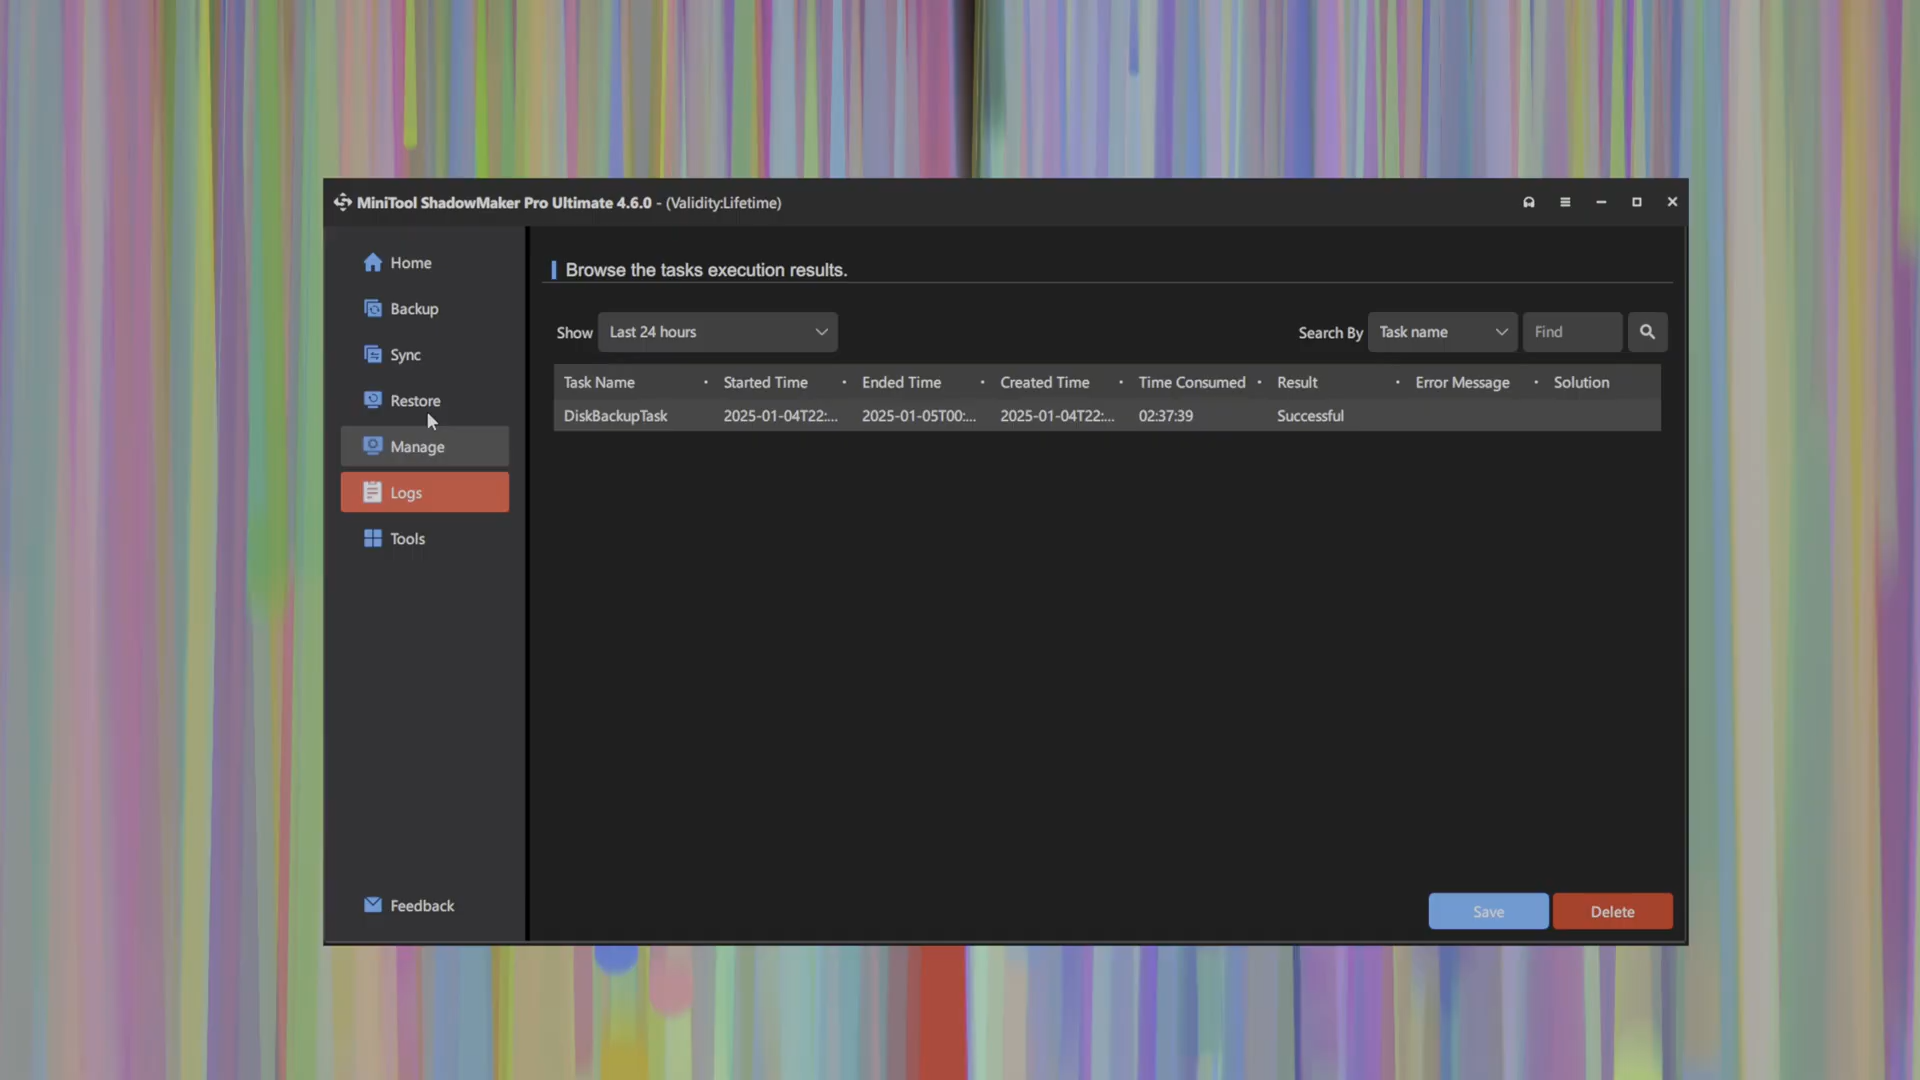 MiniTool ShadowMaker Pro Ultimate 4.6.0 - (Validity:Lifetime)
Home
Backup
Sync
Restore
Manage
Logs
Tools
Feedback
Browse the tasks execution results.
Show Last 24 hours Search By Task name Find
Task Name Started Time Ended Time Created Time Time Consumed Result Error Message Solution
DiskBackupTask 2025-01-04T22:... 2025-01-05T00:... 2025-01-04T22:... 02:37:39 Successful
Save Delete